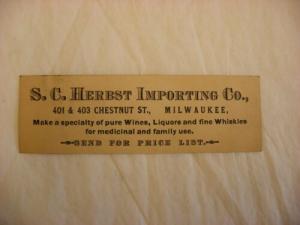 S. C. Herbst Importing Co.,
401 & 403 CHESTNUT ST., MILWAUKEE,
Make a specialty of pure Wines, Liquors and fine Whiskies
for medicinal and family use.
SEND FOR PRICE LIST.